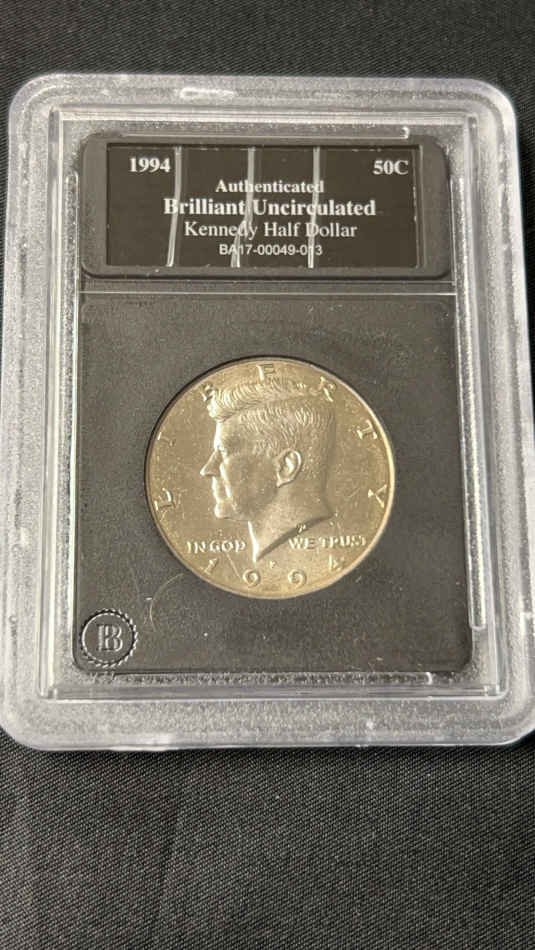 1994 50C
Authenticated
Brilliant Uncirculated
Kennedy Half Dollar
BA17-00049-013
LIBERTY
IN GOD WE TRUST
P
1994
B